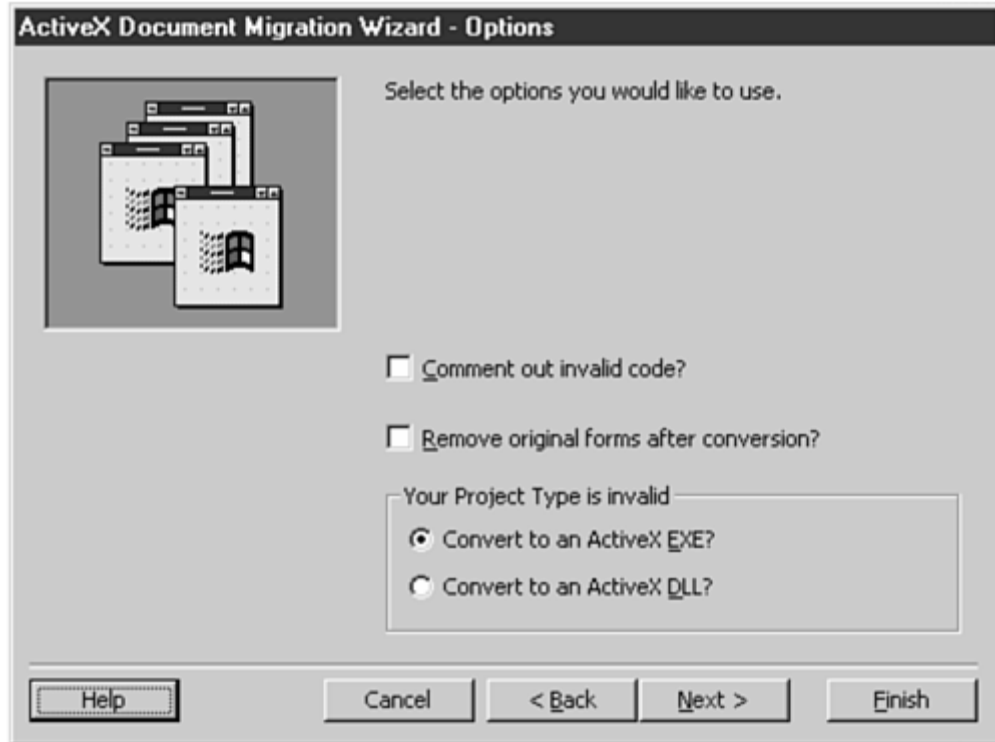 ActiveX Document Migration Wizard - Options
Select the options you would like to use.
Comment out invalid code?
Remove original forms after conversion?
Your Project Type is invalid
Convert to an ActiveX EXE?
Convert to an ActiveX DLL?
Help Cancel < Back Next > Finish